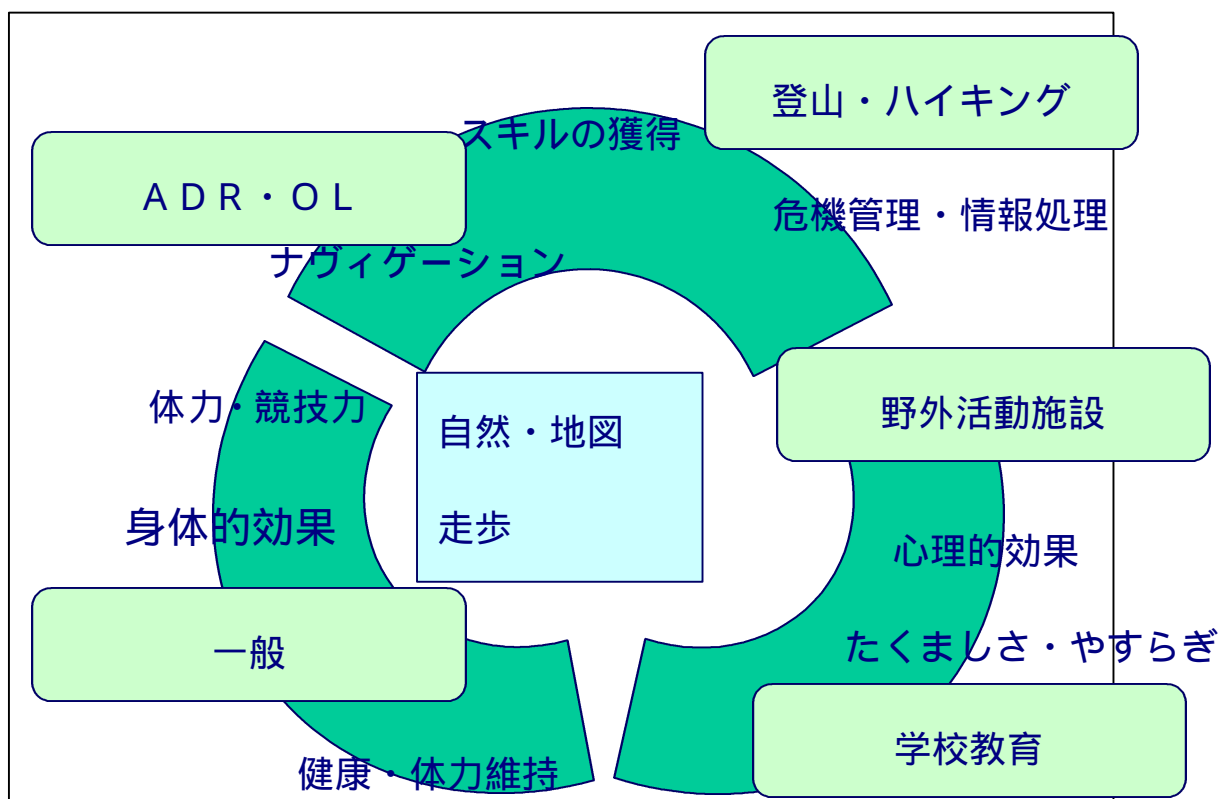 登山・ハイキング
スキルの獲得
ＡＤＲ・ＯＬ
危機管理・情報処理
ナヴィゲーション
体力・競技力
自然・地図
野外活動施設
走歩
身体的効果
心理的効果
一般
たくましさ・やすらぎ
学校教育
健康・体力維持